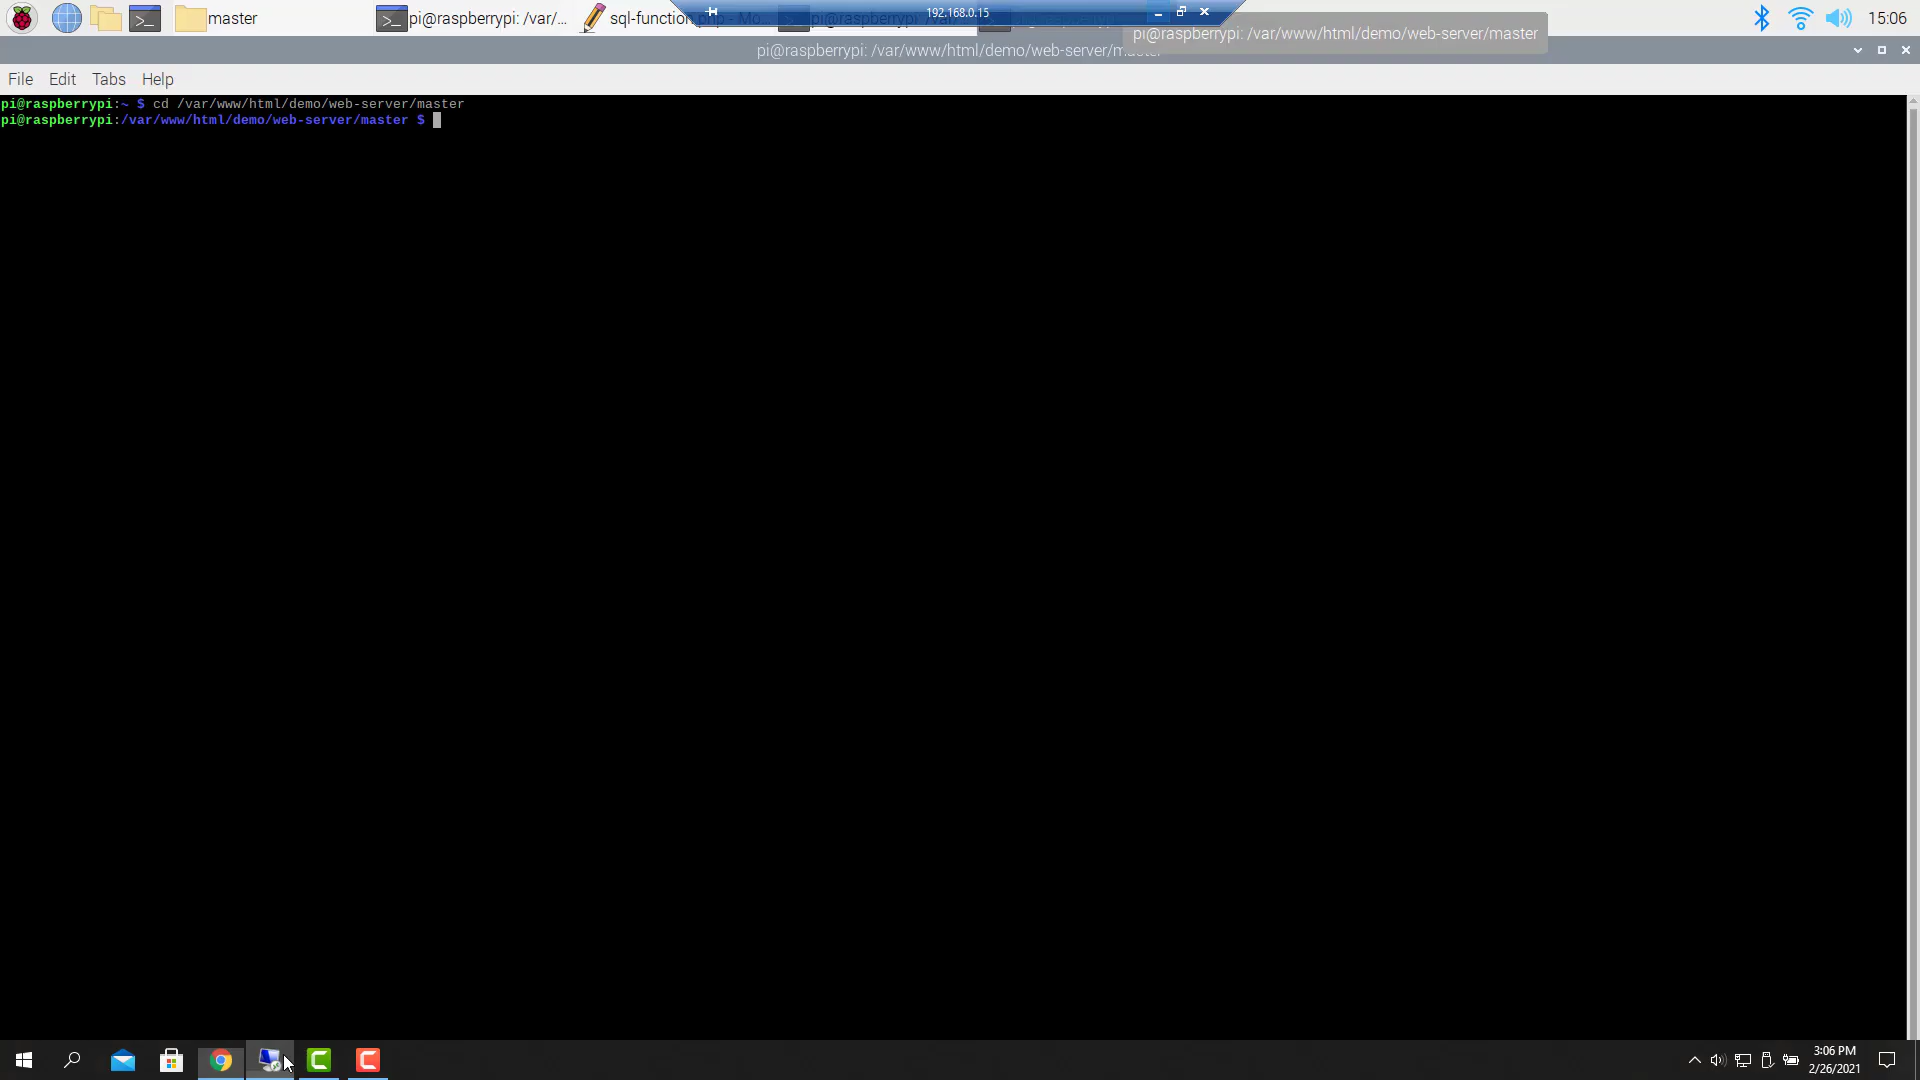 master
pi@raspberrypi: /var/...
sql-function.php - Mo...
192.168.0.15
15:06
pi@raspberrypi: /var/www/html/demo/web-server/master
pi@raspberrypi: /var/www/html/demo/web-server/master
File Edit Tabs Help
pi@raspberrypi:~ $ cd /var/www/html/demo/web-server/master
pi@raspberrypi:/var/www/html/demo/web-server/master $
3:06 PM
2/26/2021